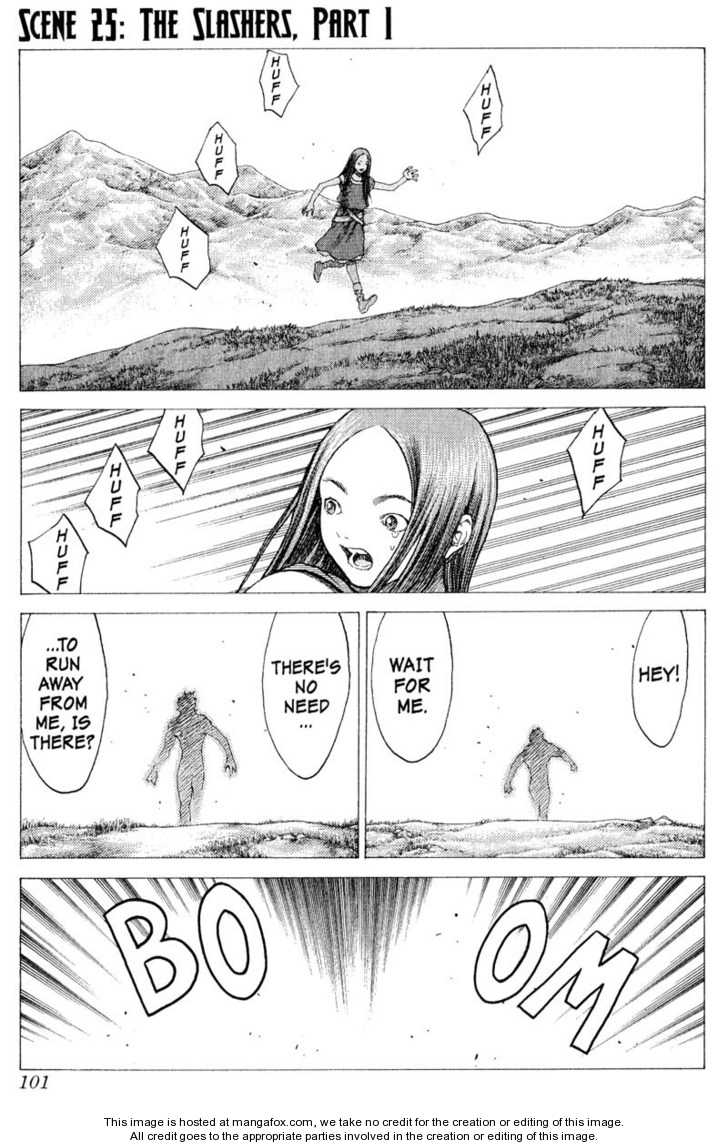 SCENE 25: THE SLASHERS, PART 1
HUFF
HUFF
HUFF
HUFF
HUFF
HUFF
HUFF
HUFF
HEY!
WAIT
FOR
ME.
THERE'S
NO
NEED
...
...TO
RUN
AWAY
FROM
ME, IS
THERE?
BO OM
101
This image is hosted at mangafox.com, we take no credit for the creation or editing of this image.
All credit goes to the appropriate parties involved in the creation or editing of this image.